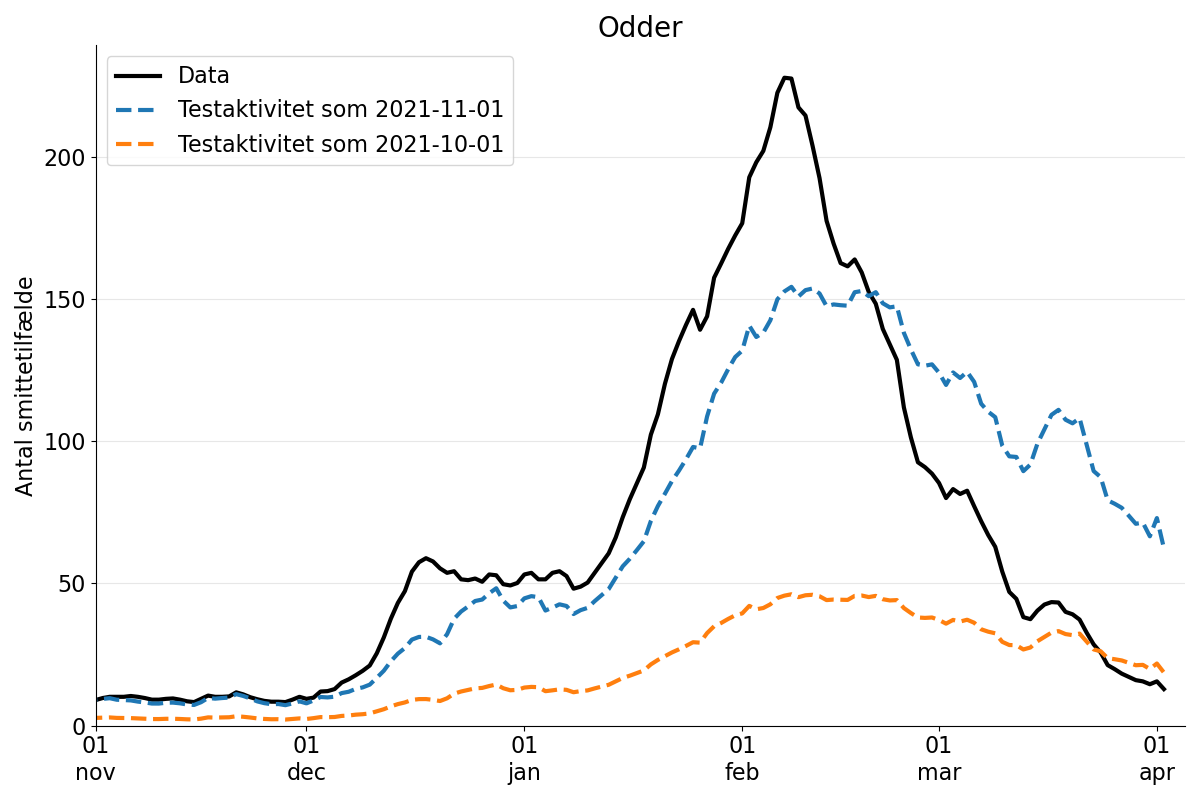 Odder
Data
Testaktivitet som 2021-11-01
Testaktivitet som 2021-10-01
Antal smittetilfælde
200
150
100
50
0
01 01 01 01 01 01
nov dec jan feb mar apr